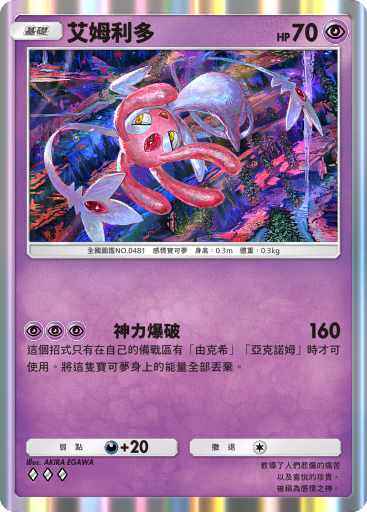 基礎 艾姆利多 HP 70
全國圖鑑NO.0481 感情寶可夢 身高：0.3m 體重：0.3kg
神力爆破 160
這個招式只有在自己的備戰區有「由克希」「亞克諾姆」時才可
使用。將這隻寶可夢身上的能量全部丟棄。
弱點 +20 撤退
Illus. AKIRA EGAWA
教導了人們悲傷的痛苦
以及喜悅的珍貴。
被稱為感情之神。